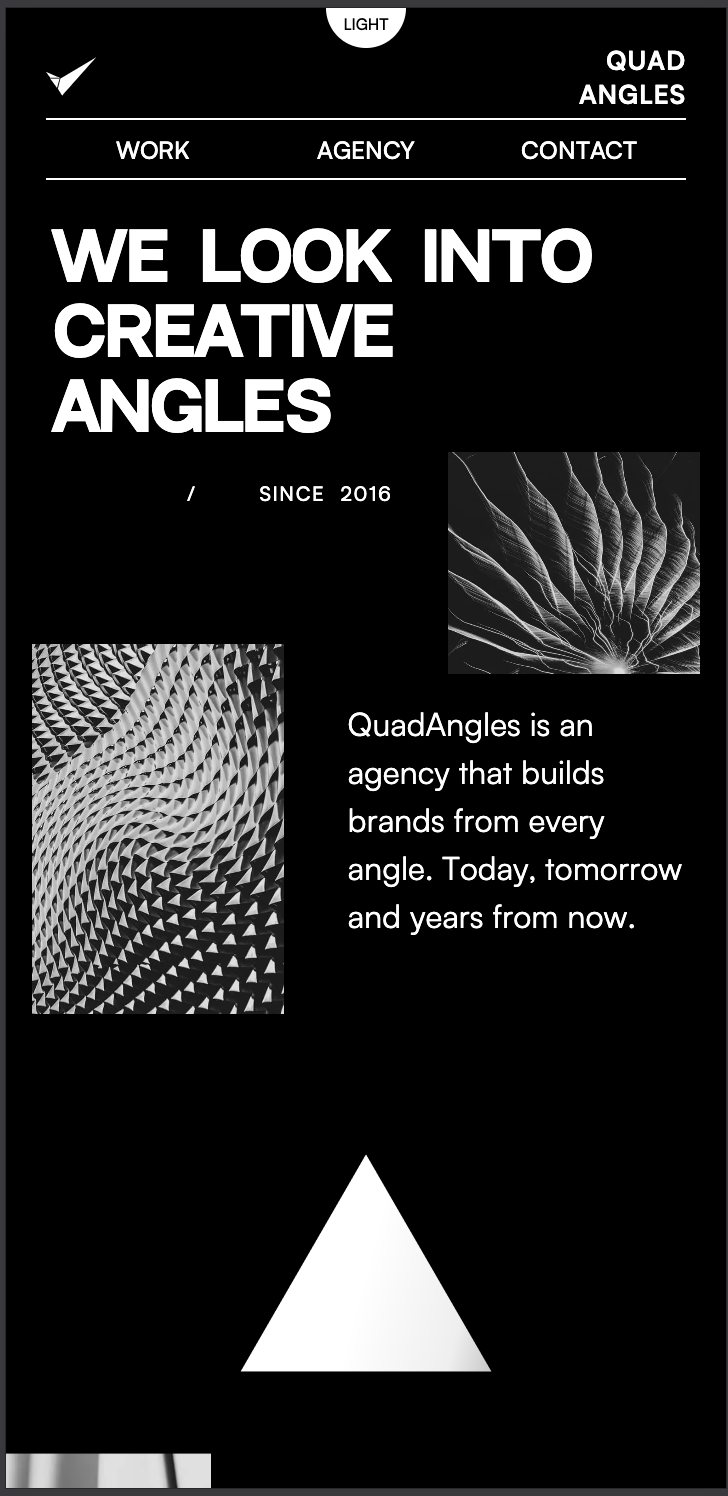 LIGHT
QUAD
ANGLES
WORK AGENCY CONTACT
WE LOOK INTO
CREATIVE
ANGLES
/ SINCE 2016
QuadAngles is an
agency that builds
brands from every
angle. Today, tomorrow
and years from now.